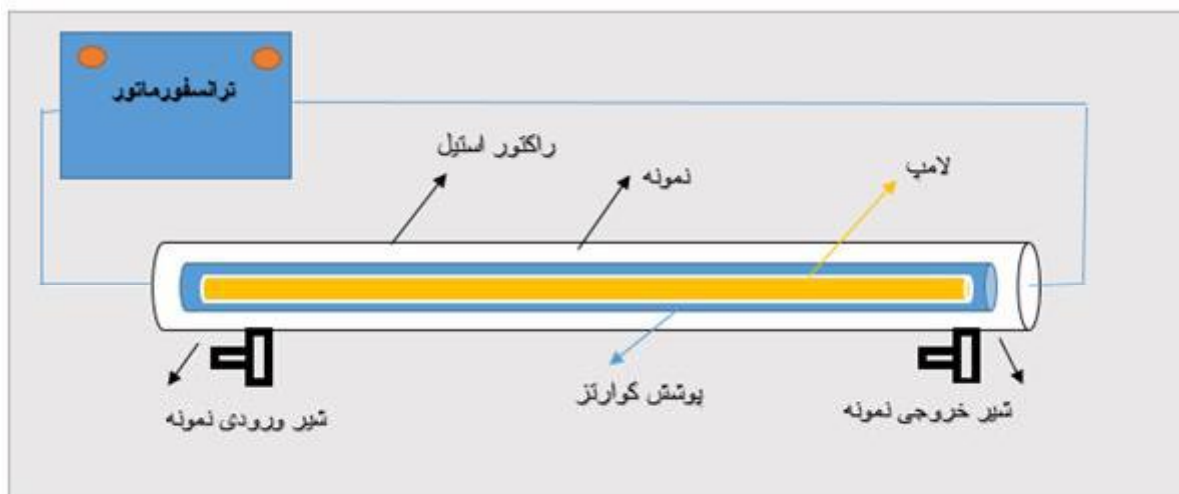 ترانسفورماتور
راکتور استیل
نمونه
لامپ
پوشش کوارتز
شیر ورودی نمونه
شیر خروجی نمونه